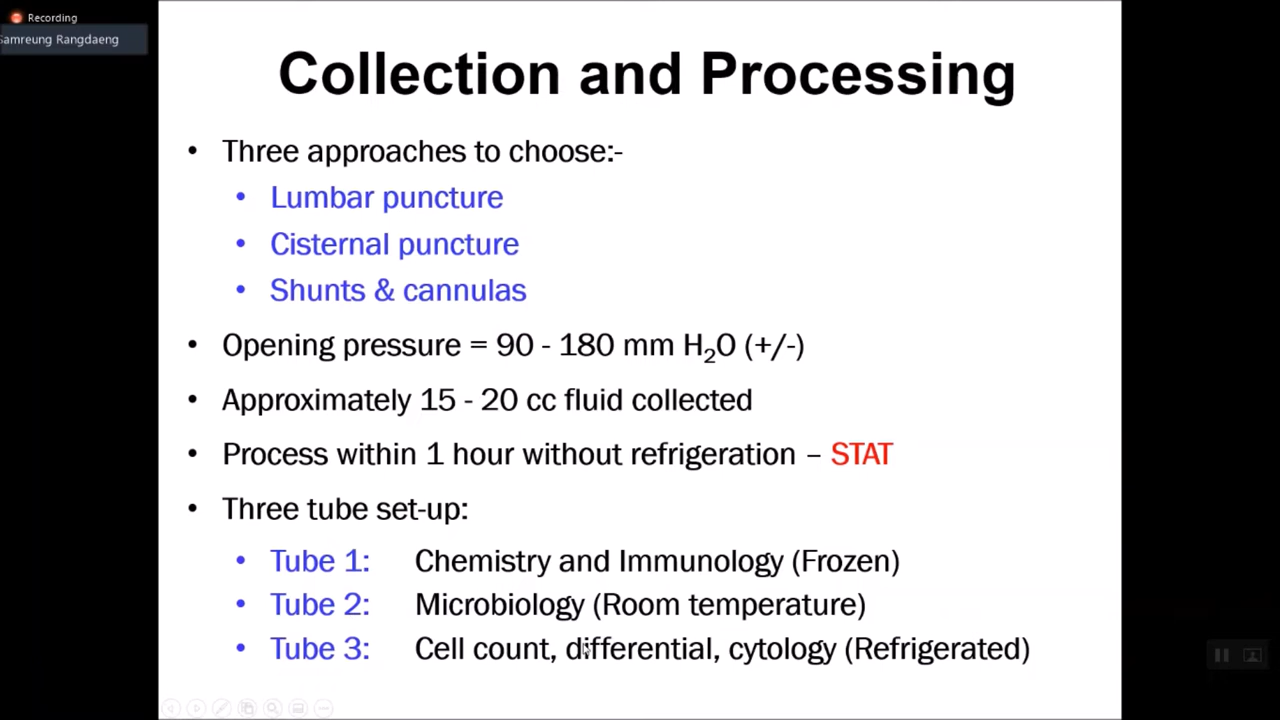 Recording
Samreung Rangdaeng
Collection and Processing
• Three approaches to choose:-
• Lumbar puncture
• Cisternal puncture
• Shunts & cannulas
• Opening pressure = 90 - 180 mm H₂O (+/-)
• Approximately 15 - 20 cc fluid collected
• Process within 1 hour without refrigeration – STAT
• Three tube set-up:
• Tube 1: Chemistry and Immunology (Frozen)
• Tube 2: Microbiology (Room temperature)
• Tube 3: Cell count, differential, cytology (Refrigerated)